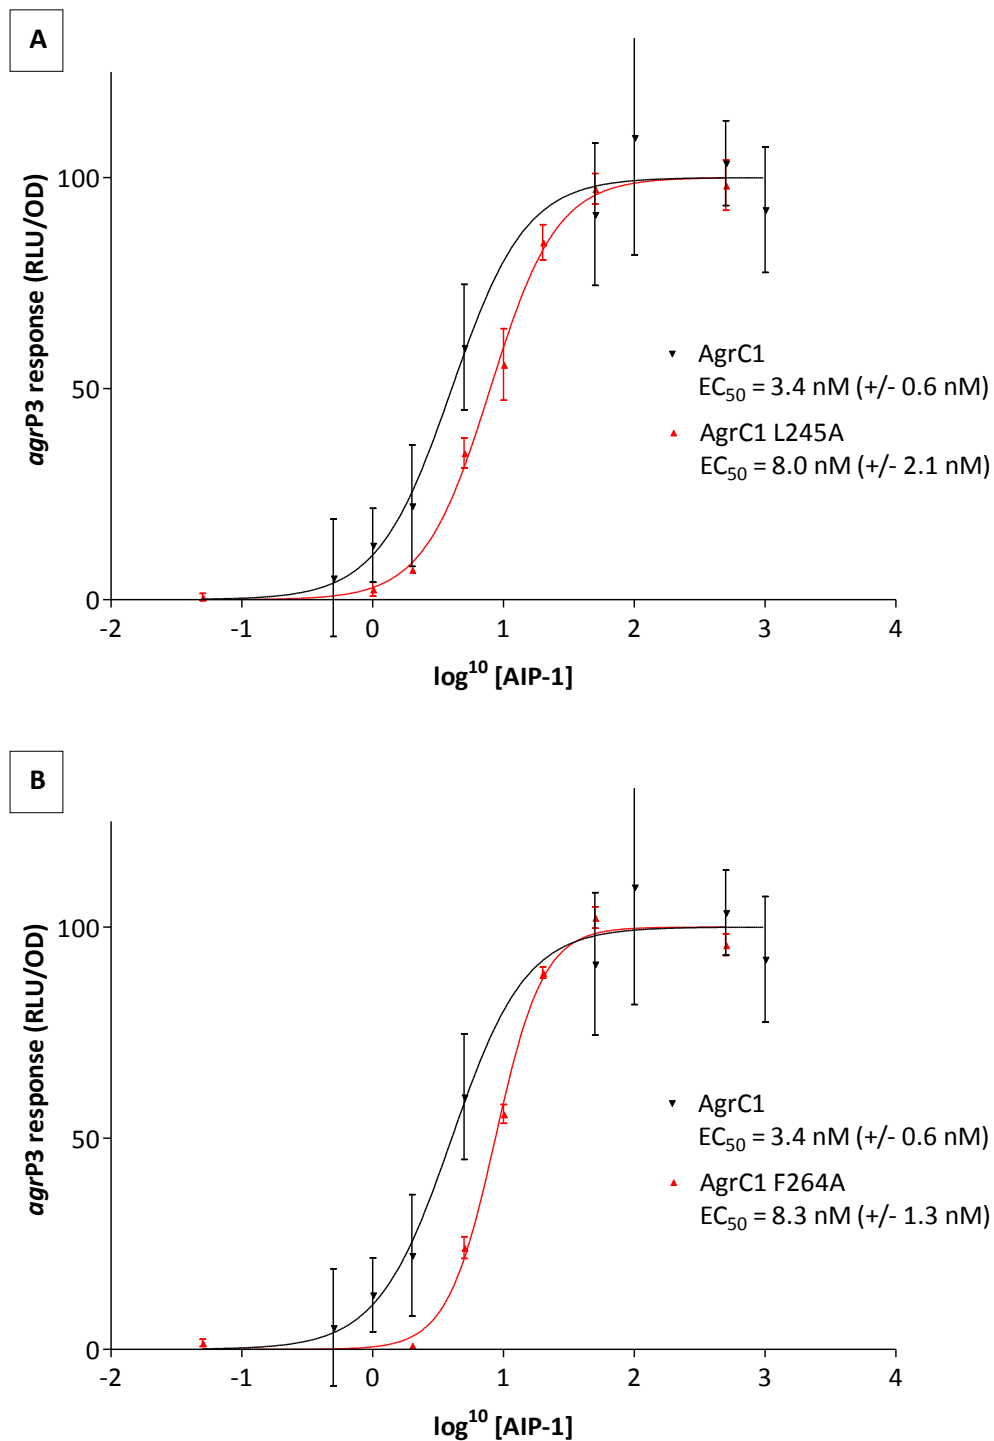 A
agrP3 response (RLU/OD)
100
50
0
-2 -1 0 1 2 3 4
log¹⁰ [AIP-1]
AgrC1
EC₅₀ = 3.4 nM (+/- 0.6 nM)
AgrC1 L245A
EC₅₀ = 8.0 nM (+/- 2.1 nM)
B
agrP3 response (RLU/OD)
100
50
0
-2 -1 0 1 2 3 4
log¹⁰ [AIP-1]
AgrC1
EC₅₀ = 3.4 nM (+/- 0.6 nM)
AgrC1 F264A
EC₅₀ = 8.3 nM (+/- 1.3 nM)